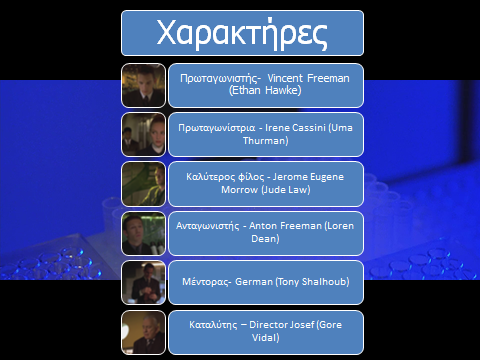 Χαρακτήρες
Πρωταγωνιστής- Vincent Freeman
(Ethan Hawke)
Πρωταγωνίστρια - Irene Cassini (Uma
Thurman)
Καλύτερος φίλος - Jerome Eugene
Morrow (Jude Law)
Ανταγωνιστής - Anton Freeman (Loren
Dean)
Μέντορας- German (Tony Shalhoub)
Καταλύτης – Director Josef (Gore
Vidal)